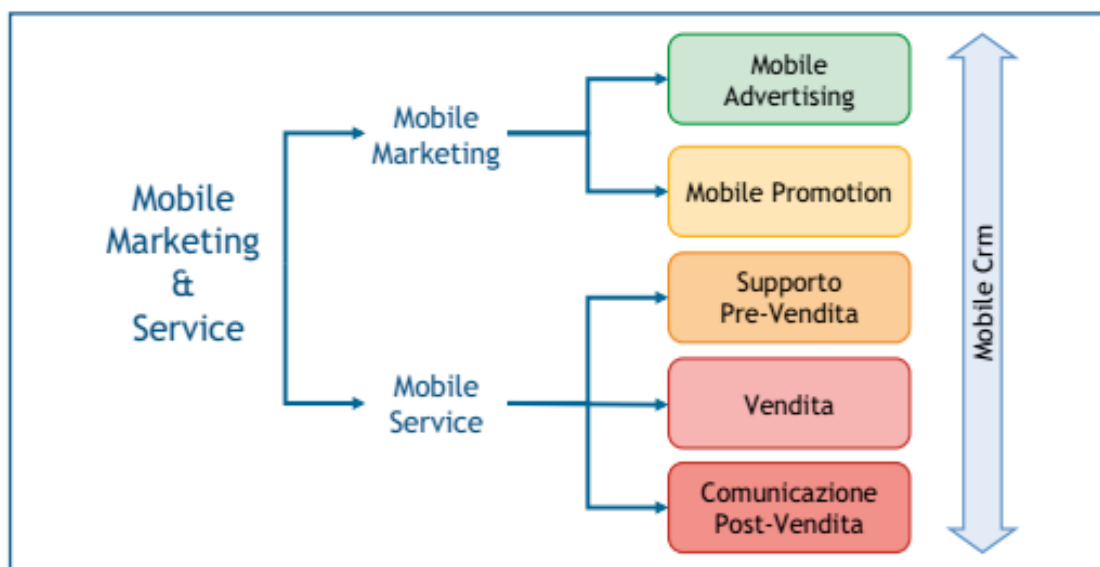 Mobile
Marketing
&
Service
Mobile
Marketing
Mobile
Service
Mobile
Advertising
Mobile Promotion
Supporto
Pre-Vendita
Vendita
Comunicazione
Post-Vendita
Mobile Crm